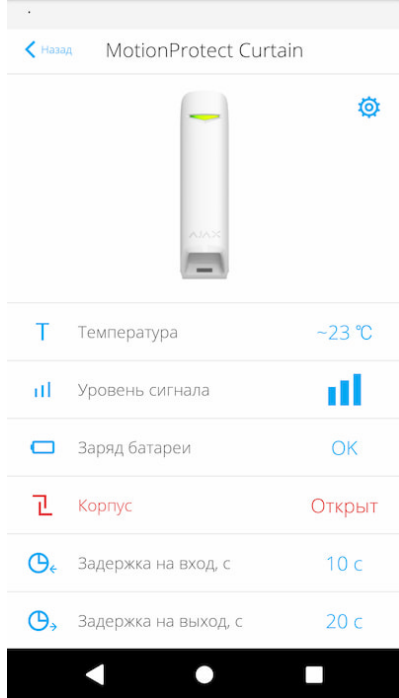 Назад MotionProtect Curtain
AJAX
Температура ~23 °C
Уровень сигнала
Заряд батареи OK
Корпус Открыт
Задержка на вход, с 10 с
Задержка на выход, с 20 с